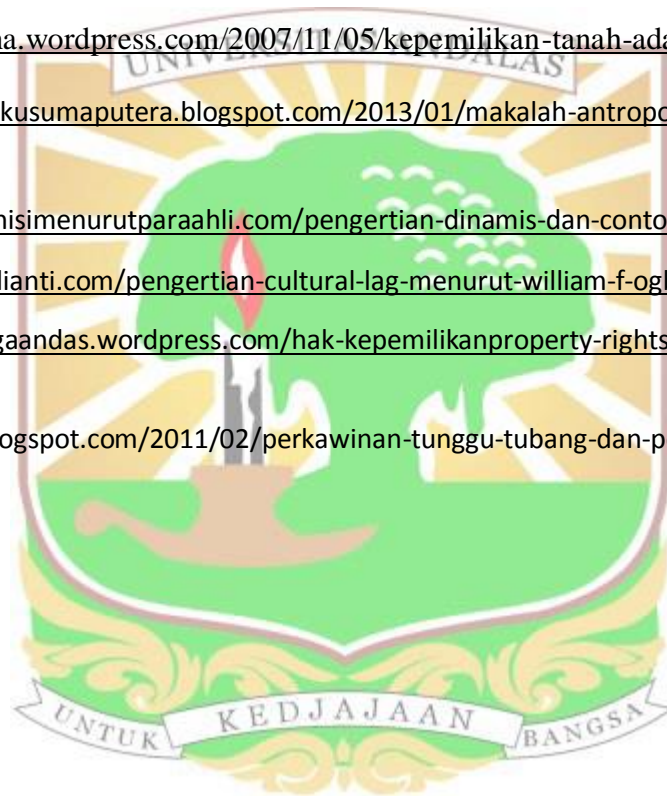 na.wordpress.com/2007/11/05/kepemilikan-tanah-ada
UNIVERSITAS ANDALAS
kusumaputera.blogspot.com/2013/01/makalah-antropo
nisimenurutparaahli.com/pengertian-dinamis-dan-conto
lianti.com/pengertian-cultural-lag-menurut-william-f-ogb
gaandas.wordpress.com/hak-kepemilikanproperty-rights
logspot.com/2011/02/perkawinan-tunggu-tubang-dan-p
UNTUK KEDJAJAAN BANGSA